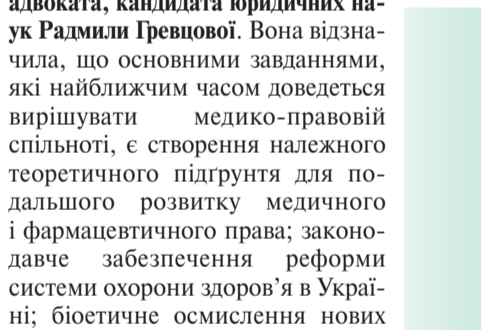 адвоката, кандидата юридичних на-
ук Радмили Гревцової. Вона відзна-
чила, що основними завданнями,
які найближчим часом доведеться
вирішувати медико-правовій
спільноті, є створення належного
теоретичного підґрунтя для по-
дальшого розвитку медичного
і фармацевтичного права; законо-
давче забезпечення реформи
системи охорони здоров’я в Украї-
ні; біоетичне осмислення нових